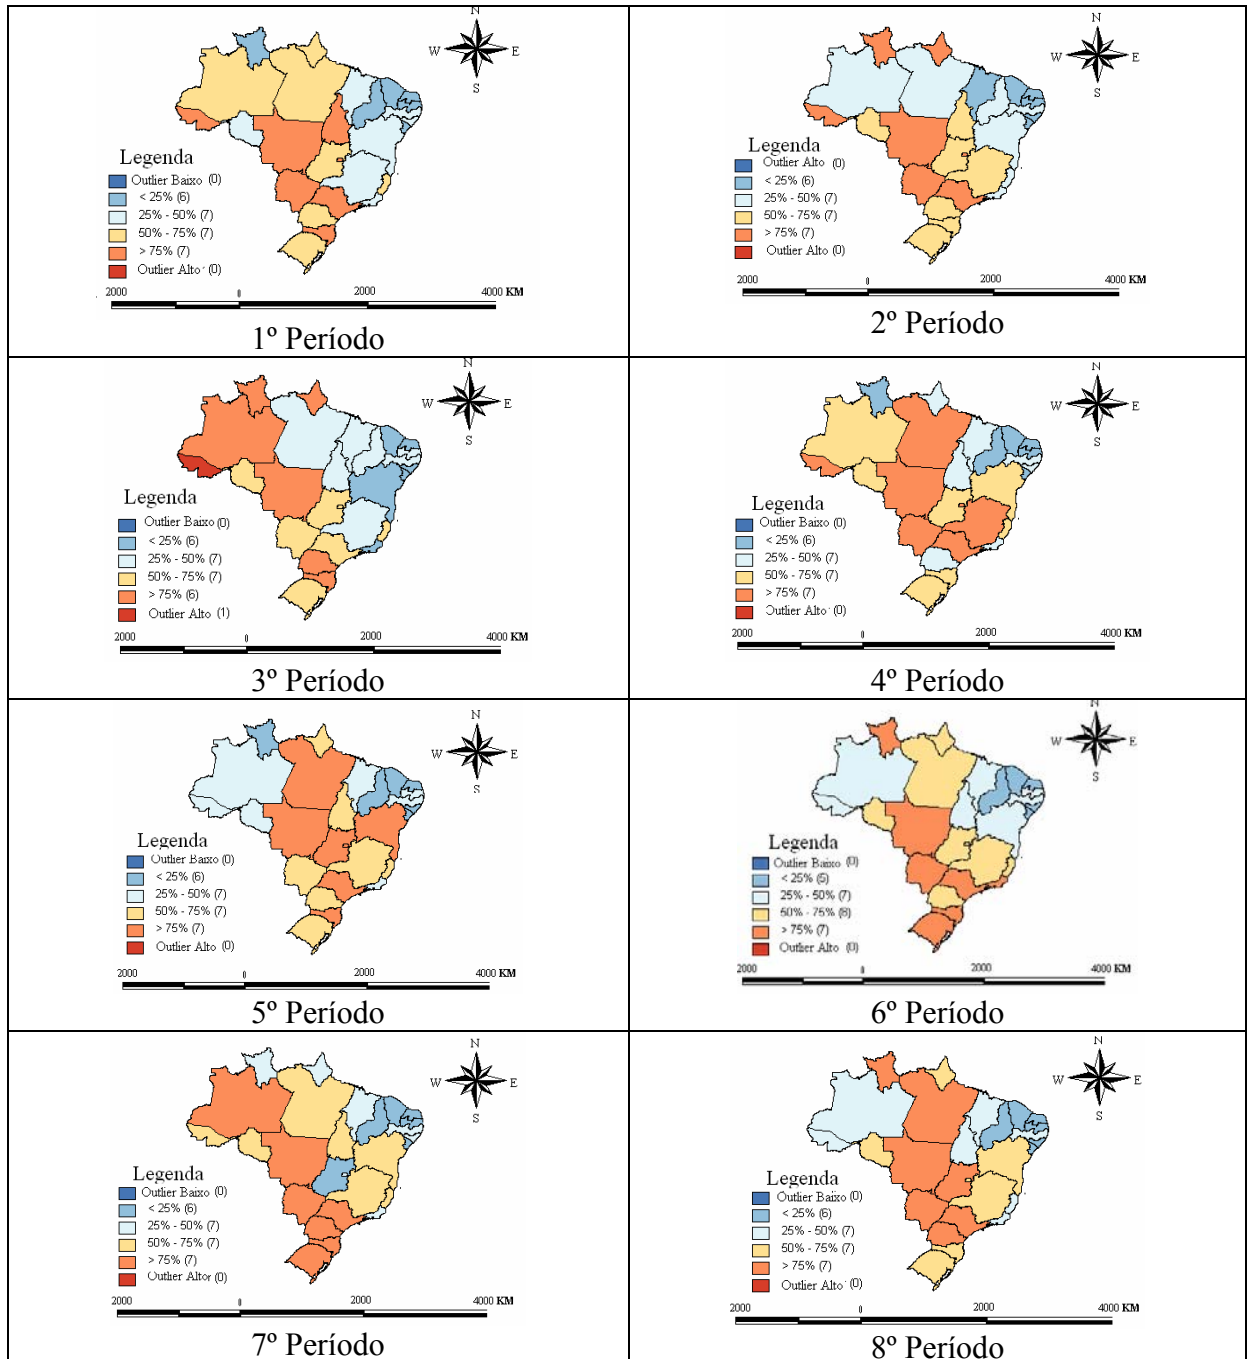 N
W E
S
Legenda
Outlier Baixo (0)
< 25% (6)
25% - 50% (7)
50% - 75% (7)
> 75% (7)
Outlier Alto (0)
2000 0 2000 4000 KM
1º Período
N
W E
S
Legenda
Outlier Alto (0)
< 25% (6)
25% - 50% (7)
50% - 75% (7)
> 75% (7)
Outlier Alto (0)
2000 0 2000 4000 KM
2º Período
N
W E
S
Legenda
Outlier Baixo (0)
< 25% (6)
25% - 50% (7)
50% - 75% (7)
> 75% (6)
Outlier Alto (1)
2000 0 2000 4000 KM
3º Período
N
W E
S
Legenda
Outlier Baixo (0)
< 25% (6)
25% - 50% (7)
50% - 75% (7)
> 75% (7)
Outlier Alto (0)
2000 0 2000 4000 KM
4º Período
N
W E
S
Legenda
Outlier Baixo (0)
< 25% (6)
25% - 50% (7)
50% - 75% (7)
> 75% (7)
Outlier Alto (0)
2000 0 2000 4000 KM
5º Período
N
W E
S
Legenda
Outlier Baixo (0)
< 25% (5)
25% - 50% (7)
50% - 75% (8)
> 75% (7)
Outlier Alto (0)
2000 0 2000 4000 KM
6º Período
N
W E
S
Legenda
Outlier Baixo (0)
< 25% (6)
25% - 50% (7)
50% - 75% (7)
> 75% (7)
Outlier Alto (0)
2000 0 2000 4000 KM
7º Período
N
W E
S
Legenda
Outlier Baixo (0)
< 25% (6)
25% - 50% (7)
50% - 75% (7)
> 75% (7)
Outlier Alto (0)
2000 0 2000 4000 KM
8º Período